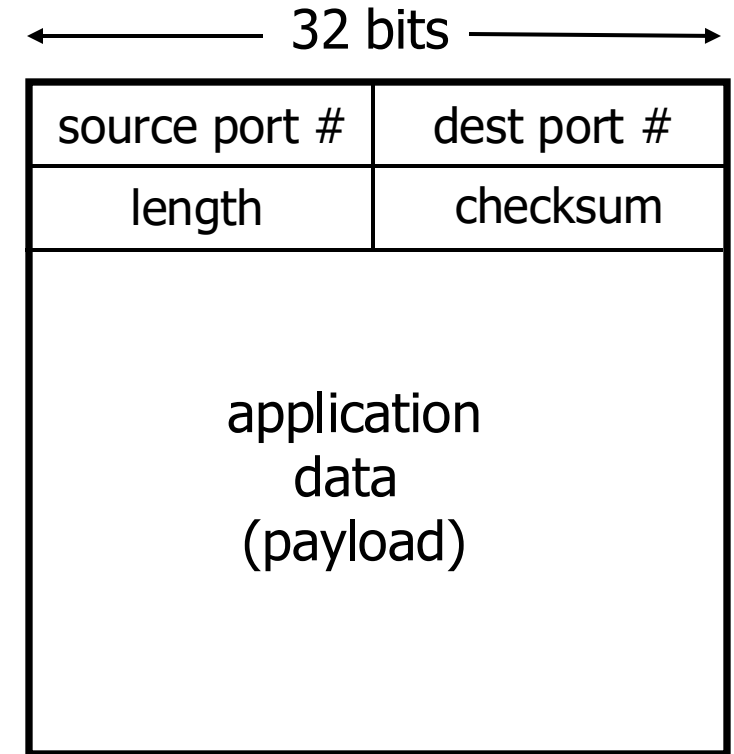 32 bits
source port # dest port #
length checksum
application
data
(payload)